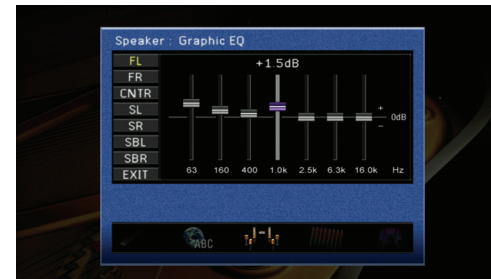 Speaker : Graphic EQ
+1.5dB
FL
FR
CNTR
SL
SR
SBL
SBR
EXIT
+
0dB
−
63 160 400 1.0k 2.5k 6.3k 16.0k Hz
ABC